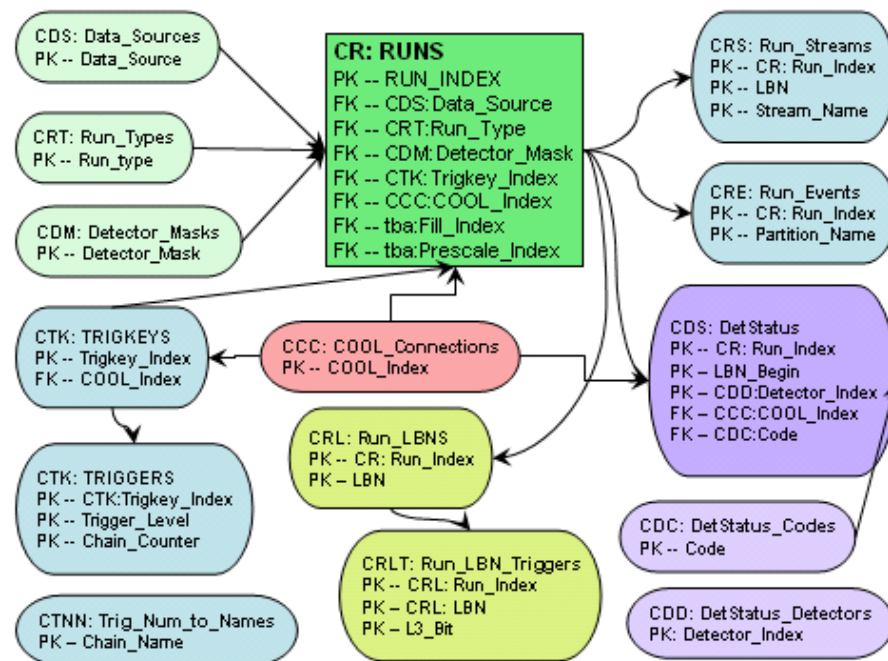 CDS: Data_Sources
PK -- Data_Source
CRT: Run_Types
PK -- Run_type
CDM: Detector_Masks
PK -- Detector_Mask
CR: RUNS
PK -- RUN_INDEX
FK -- CDS:Data_Source
FK -- CRT:Run_Type
FK -- CDM:Detector_Mask
FK -- CTK:Trigkey_Index
FK -- CCC:COOL_Index
FK -- tba:Fill_Index
FK -- tba:Prescale_Index
CRS: Run_Streams
PK -- CR: Run_Index
PK -- LBN
PK -- Stream_Name
CRE: Run_Events
PK -- CR: Run_Index
PK -- Partition_Name
CTK: TRIGKEYS
PK -- Trigkey_Index
FK -- COOL_Index
CCC: COOL_Connections
PK -- COOL_Index
CDS: DetStatus
PK -- CR: Run_Index
PK – LBN_Begin
PK – CDD:Detector_Index
FK – CCC:COOL_Index
FK – CDC:Code
CTK: TRIGGERS
PK -- CTK:Trigkey_Index
PK -- Trigger_Level
PK -- Chain_Counter
CRL: Run_LBNS
PK -- CR: Run_Index
PK – LBN
CDC: DetStatus_Codes
PK -- Code
CRLT: Run_LBN_Triggers
PK -- CRL: Run_Index
PK – CRL: LBN
PK – L3_Bit
CTNN: Trig_Num_to_Names
PK – Chain_Name
CDD: DetStatus_Detectors
PK: Detector_Index